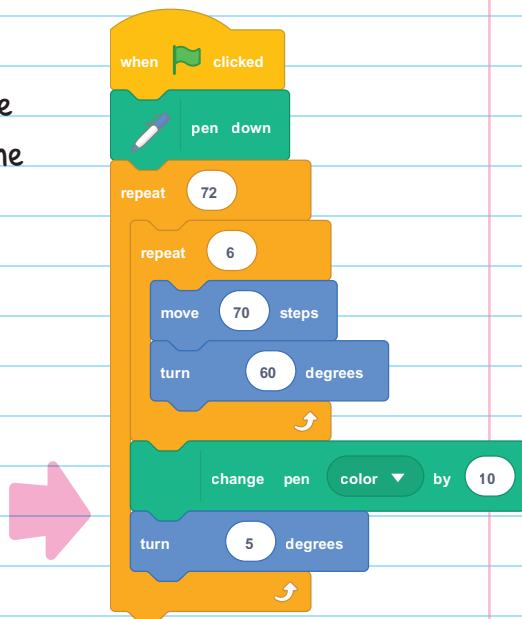 when clicked
e
pen down
he
repeat 72
repeat 6
move 70 steps
turn 60 degrees
change pen color by 10
turn 5 degrees